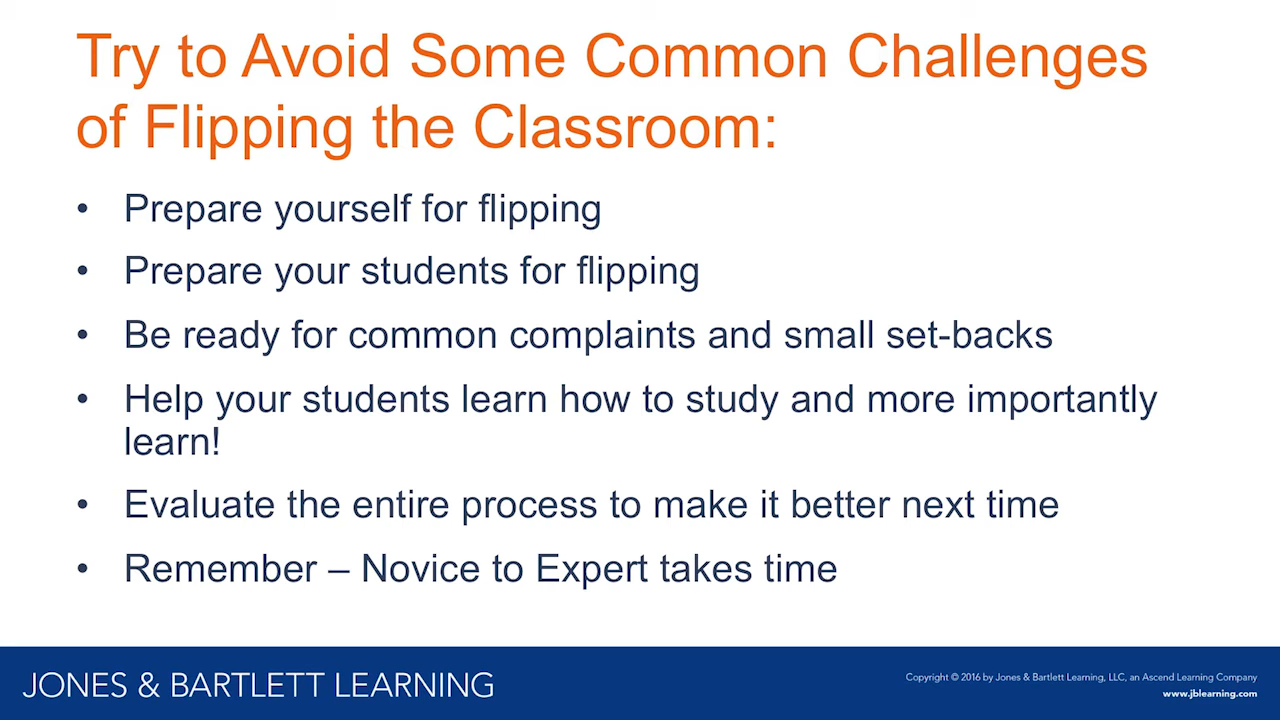 Try to Avoid Some Common Challenges
of Flipping the Classroom:
• Prepare yourself for flipping
• Prepare your students for flipping
• Be ready for common complaints and small set-backs
• Help your students learn how to study and more importantly
learn!
• Evaluate the entire process to make it better next time
• Remember – Novice to Expert takes time
JONES & BARTLETT LEARNING
Copyright © 2016 by Jones & Bartlett Learning, LLC, an Ascend Learning Company
www.jblearning.com